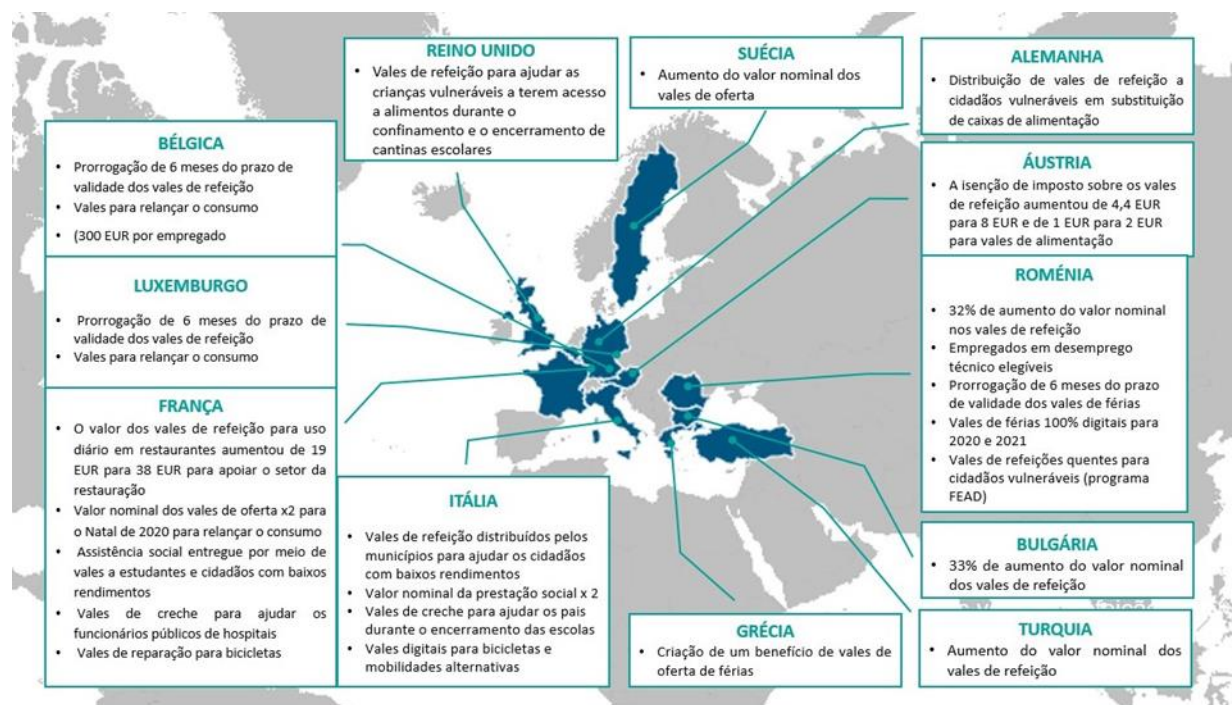 REINO UNIDO
• Vales de refeição para ajudar as
crianças vulneráveis a terem acesso
a alimentos durante o
confinamento e o encerramento de
cantinas escolares
SUÉCIA
• Aumento do valor nominal dos
vales de oferta
ALEMANHA
• Distribuição de vales de refeição a
cidadãos vulneráveis em substituição
de caixas de alimentação
BÉLGICA
• Prorrogação de 6 meses do prazo de
validade dos vales de refeição
• Vales para relançar o consumo
• (300 EUR por empregado
ÁUSTRIA
• A isenção de imposto sobre os vales
de refeição aumentou de 4,4 EUR
para 8 EUR e de 1 EUR para 2 EUR
para vales de alimentação
LUXEMBURGO
• Prorrogação de 6 meses do prazo de
validade dos vales de refeição
• Vales para relançar o consumo
ROMÉNIA
• 32% de aumento do valor nominal
nos vales de refeição
• Empregados em desemprego
técnico elegíveis
• Prorrogação de 6 meses do prazo
de validade dos vales de férias
• Vales de férias 100% digitais para
2020 e 2021
• Vales de refeições quentes para
cidadãos vulneráveis (programa
FEAD)
FRANÇA
• O valor dos vales de refeição para uso
diário em restaurantes aumentou de 19
EUR para 38 EUR para apoiar o setor da
restauração
• Valor nominal dos vales de oferta x2 para
o Natal de 2020 para relançar o consumo
• Assistência social entregue por meio de
vales a estudantes e cidadãos com baixos
rendimentos
• Vales de creche para ajudar os
funcionários públicos de hospitais
• Vales de reparação para bicicletas
ITÁLIA
• Vales de refeição distribuídos pelos
municípios para ajudar os cidadãos
com baixos rendimentos
• Valor nominal da prestação social x 2
• Vales de creche para ajudar os pais
durante o encerramento das escolas
• Vales digitais para bicicletas e
mobilidades alternativas
BULGÁRIA
• 33% de aumento do valor nominal
dos vales de refeição
GRÉCIA
• Criação de um benefício de vales de
oferta de férias
TURQUIA
• Aumento do valor nominal dos
vales de refeição